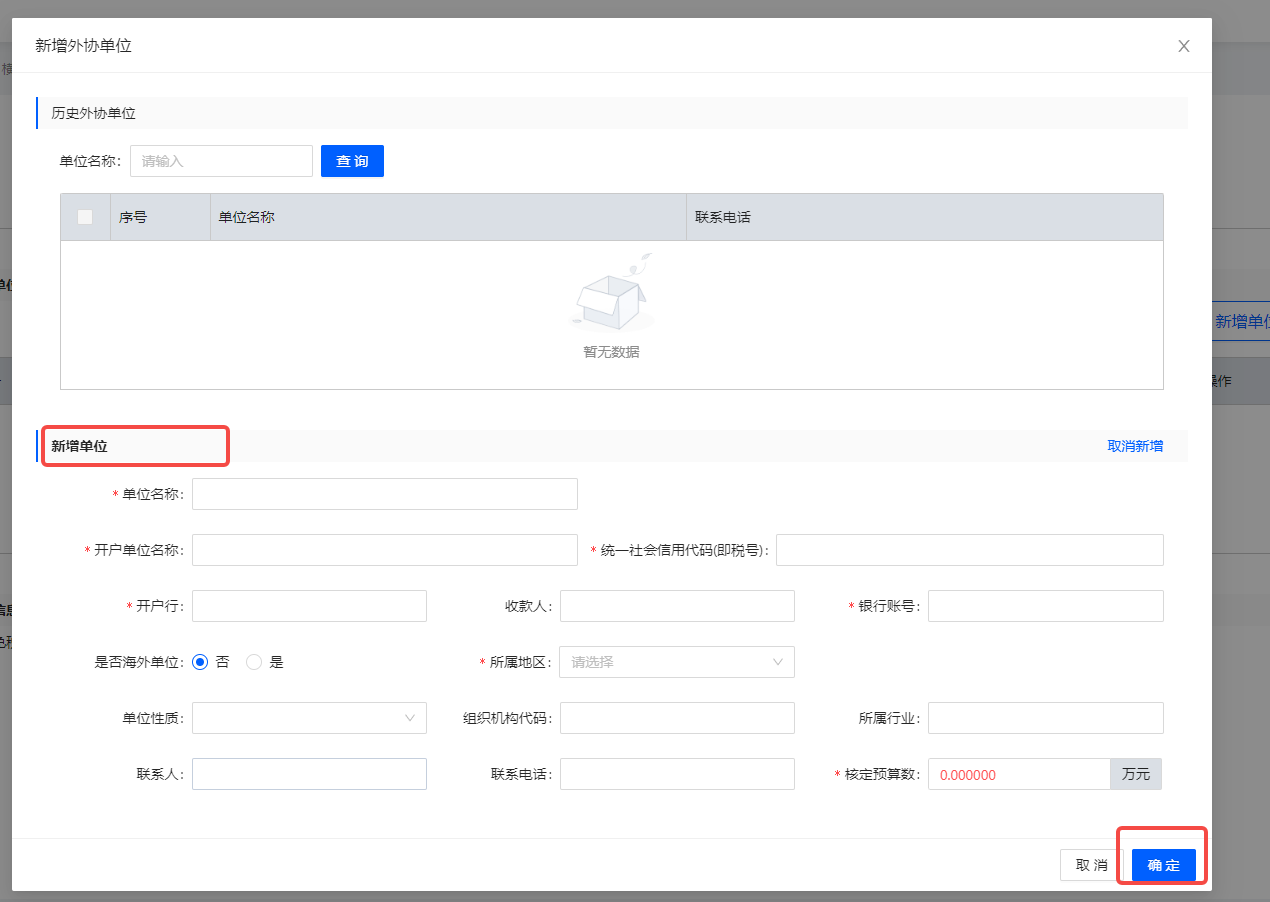 新增外协单位
历史外协单位
单位名称: 请输入 查 询
序号 单位名称 联系电话
暂无数据
新增单位 取消新增
* 单位名称:
* 开户单位名称: * 统一社会信用代码(即税号):
* 开户行: 收款人: * 银行账号:
是否海外单位: 否 是 * 所属地区: 请选择
单位性质: 组织机构代码: 所属行业:
联系人: 联系电话: * 核定预算数: 0.000000 万元
取 消 确 定
新增单位
操作